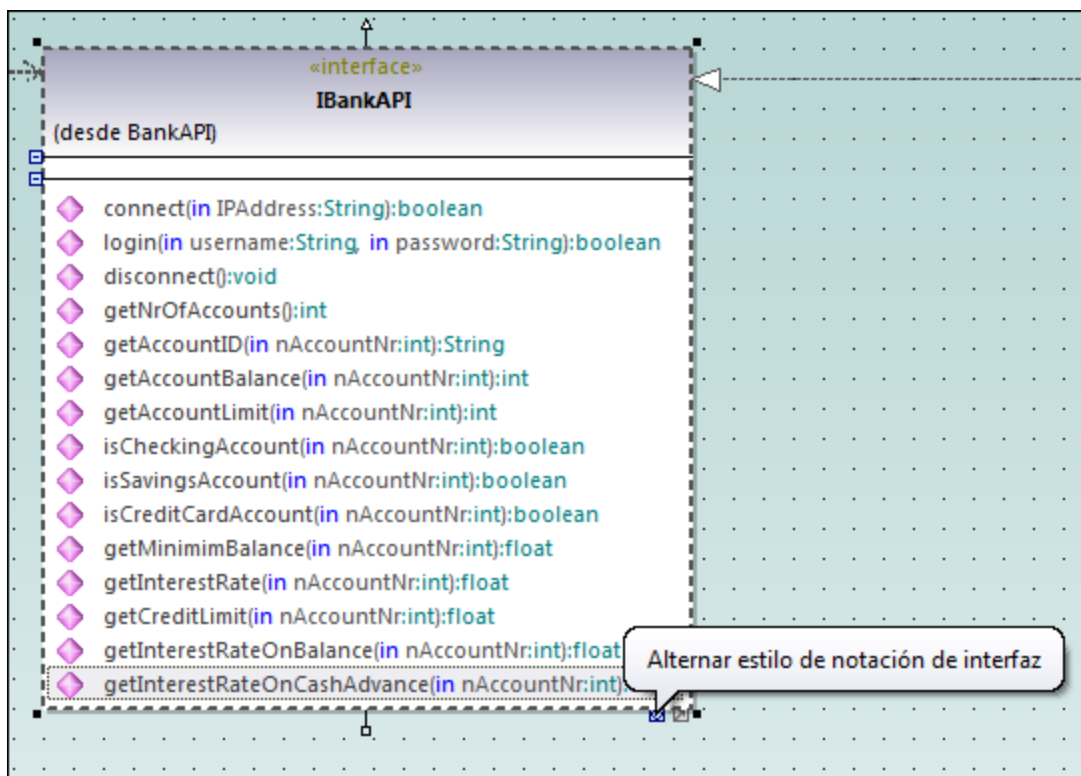 «interface»
IBankAPI
(desde BankAPI)
connect(in IPAddress:String):boolean
login(in username:String, in password:String):boolean
disconnect():void
getNrOfAccounts():int
getAccountID(in nAccountNr:int):String
getAccountBalance(in nAccountNr:int):int
getAccountLimit(in nAccountNr:int):int
isCheckingAccount(in nAccountNr:int):boolean
isSavingsAccount(in nAccountNr:int):boolean
isCreditCardAccount(in nAccountNr:int):boolean
getMinimimBalance(in nAccountNr:int):float
getInterestRate(in nAccountNr:int):float
getCreditLimit(in nAccountNr:int):float
getInterestRateOnBalance(in nAccountNr:int):float
Alternar estilo de notación de interfaz
getInterestRateOnCashAdvance(in nAccountNr:int):